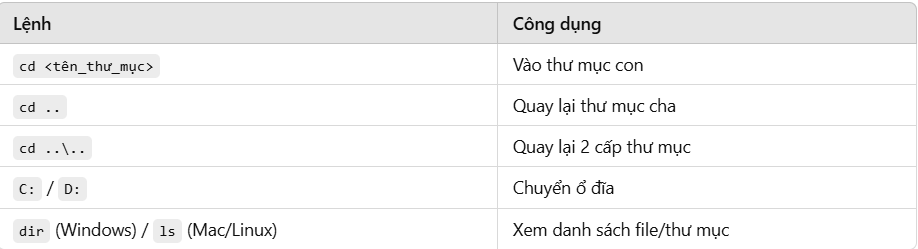 Lệnh Công dụng
cd <tên_thư_mục> Vào thư mục con
cd .. Quay lại thư mục cha
cd ..\.. Quay lại 2 cấp thư mục
C: / D: Chuyển ổ đĩa
dir (Windows) / ls (Mac/Linux) Xem danh sách file/thư mục